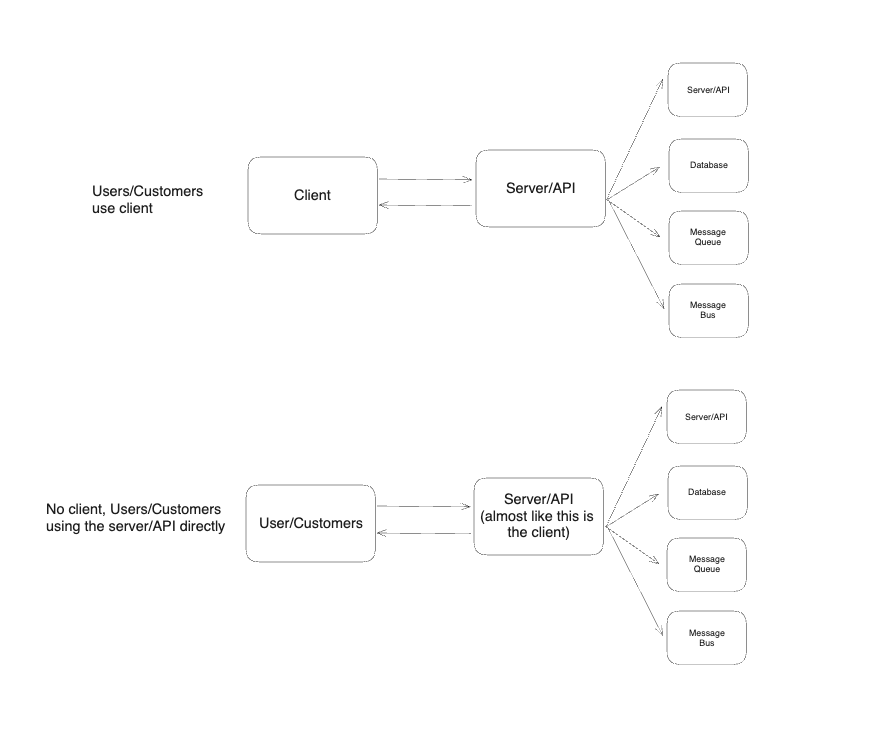 Users/Customers
use client
Client
Server/API
Server/API
Database
Message
Queue
Message
Bus
No client, Users/Customers
using the server/API directly
User/Customers
Server/API
(almost like this is
the client)
Server/API
Database
Message
Queue
Message
Bus